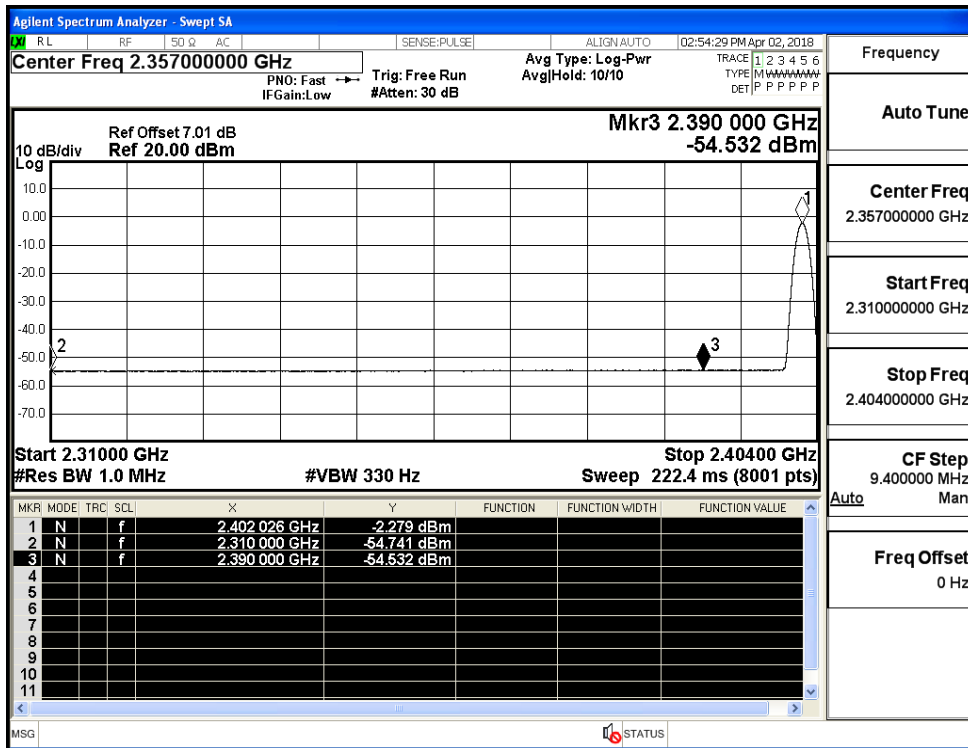 Agilent Spectrum Analyzer - Swept SA
LXI RL RF 50 Ω AC SENSE:PULSE ALIGNAUTO 02:54:29 PM Apr 02, 2018
Center Freq 2.357000000 GHz
PNO: Fast
IFGain:Low
Trig: Free Run
#Atten: 30 dB
Avg Type: Log-Pwr
Avg|Hold: 10/10
TRACE 1 2 3 4 5 6
TYPE M WWWWW
DET P P P P P P
Ref Offset 7.01 dB
10 dB/div Ref 20.00 dBm
Log
Mkr3 2.390 000 GHz
-54.532 dBm
10.0
0.00
-10.0
-20.0
-30.0
-40.0
-50.0
-60.0
-70.0
1
2
3
Start 2.31000 GHz Stop 2.40400 GHz
#Res BW 1.0 MHz #VBW 330 Hz Sweep 222.4 ms (8001 pts)
MKR MODE TRC SCL X Y FUNCTION FUNCTION WIDTH FUNCTION VALUE
1 N f 2.402 026 GHz -2.279 dBm
2 N f 2.310 000 GHz -54.741 dBm
3 N f 2.390 000 GHz -54.532 dBm
4
5
6
7
8
9
10
11
MSG STATUS
Frequency
Auto Tune
Center Freq
2.357000000 GHz
Start Freq
2.310000000 GHz
Stop Freq
2.404000000 GHz
CF Step
9.400000 MHz
Auto Man
Freq Offset
0 Hz